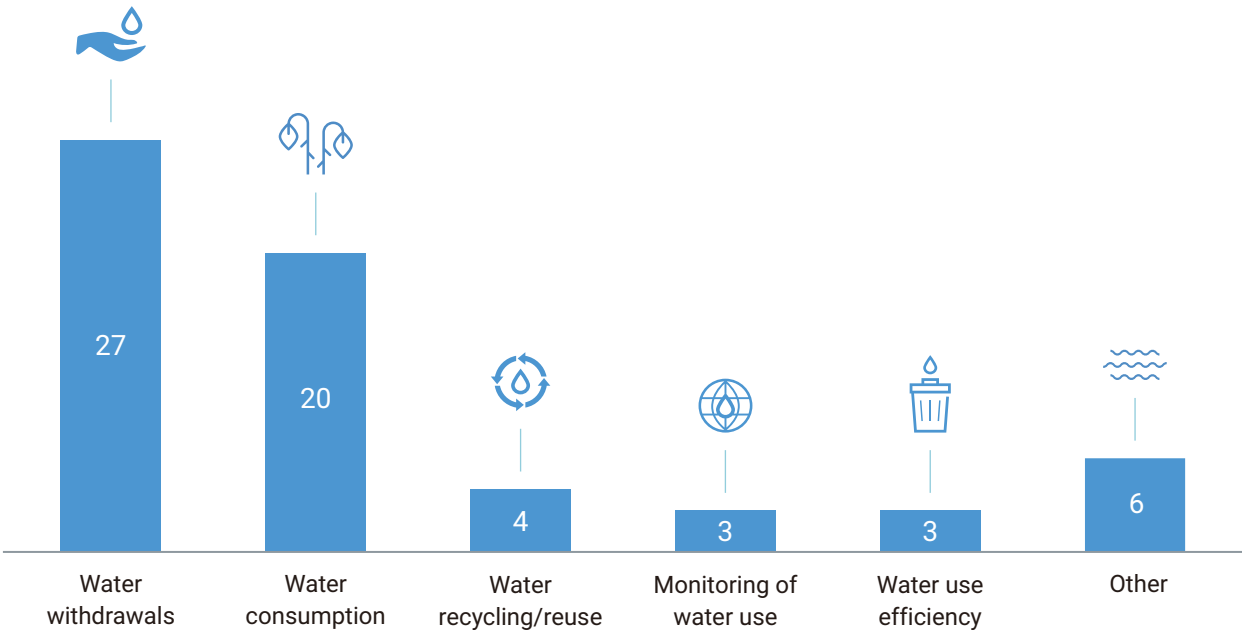 27
20
4
3
3
6
Water
withdrawals
Water
consumption
Water
recycling/reuse
Monitoring of
water use
Water use
efficiency
Other